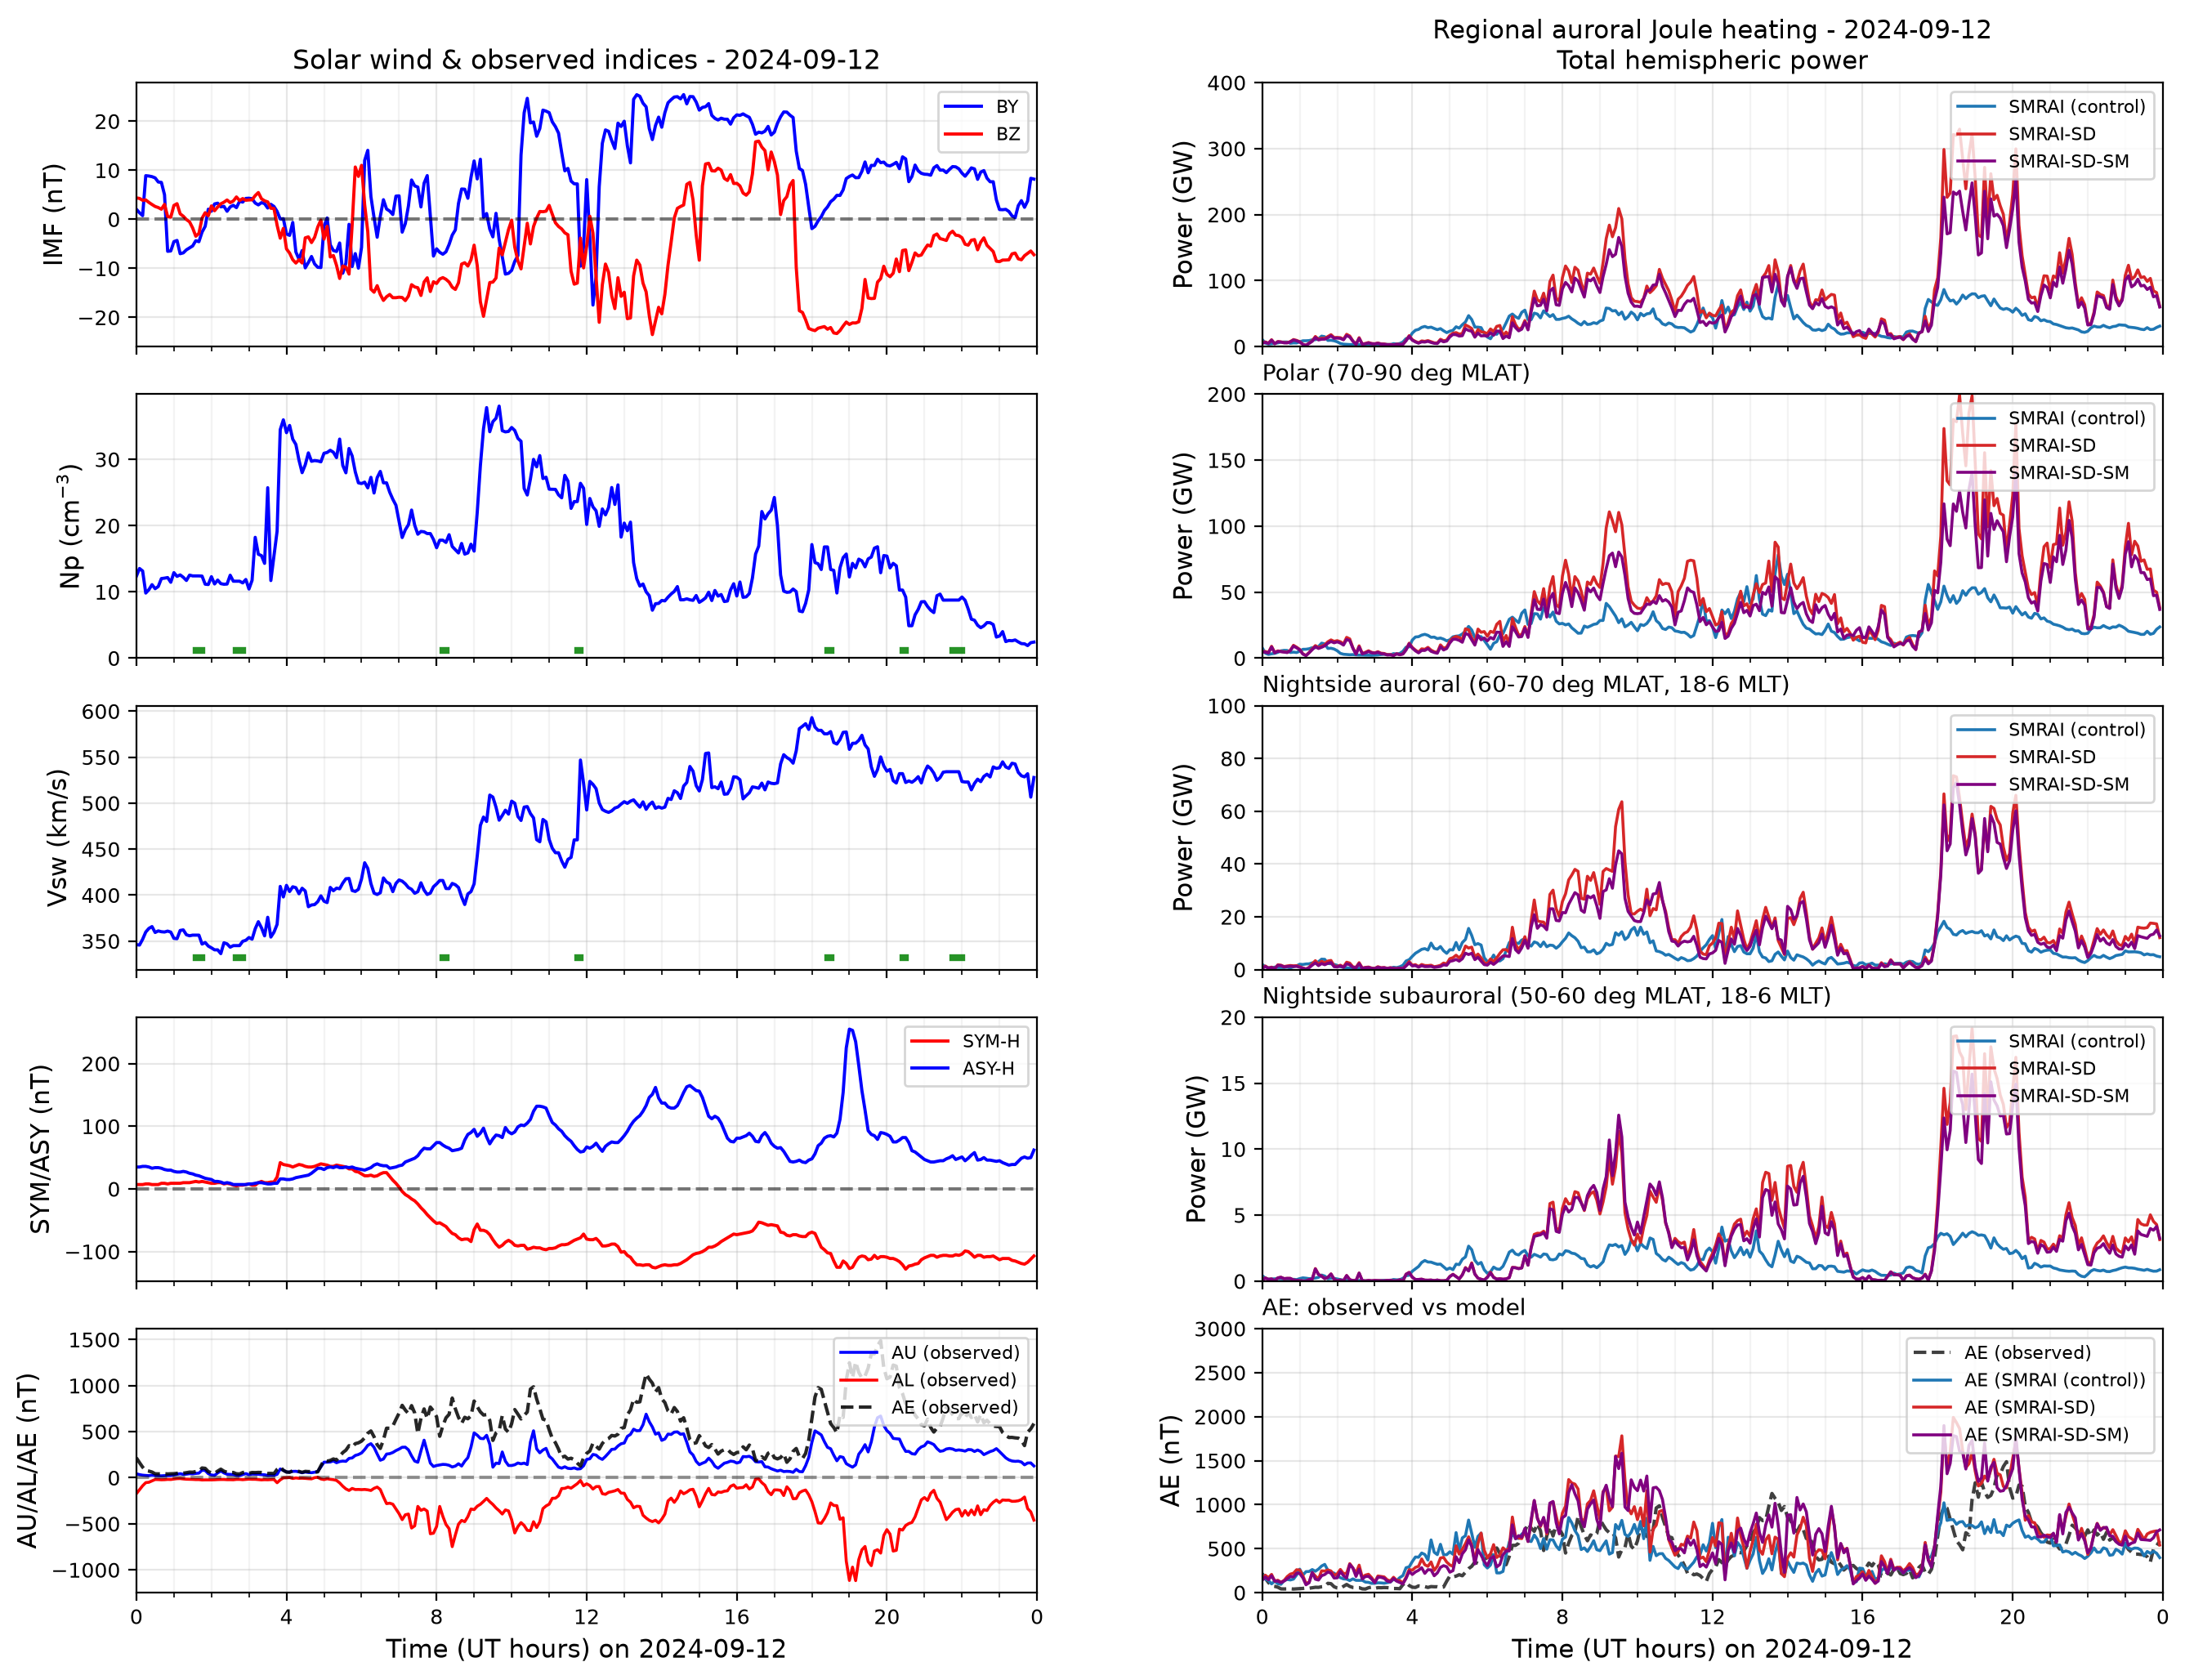 Solar wind & observed indices - 2024-09-12
IMF (nT)
20
10
0
−10
−20
BY
BZ
Np (cm⁻³)
30
20
10
0
Vsw (km/s)
600
550
500
450
400
350
SYM/ASY (nT)
200
100
0
−100
SYM-H
ASY-H
AU/AL/AE (nT)
1500
1000
500
0
−500
−1000
AU (observed)
AL (observed)
AE (observed)
0 4 8 12 16 20 0
Time (UT hours) on 2024-09-12
Regional auroral Joule heating - 2024-09-12
Total hemispheric power
Power (GW)
400
300
200
100
0
SMRAI (control)
SMRAI-SD
SMRAI-SD-SM
Polar (70-90 deg MLAT)
Power (GW)
200
150
100
50
0
SMRAI (control)
SMRAI-SD
SMRAI-SD-SM
Nightside auroral (60-70 deg MLAT, 18-6 MLT)
Power (GW)
100
80
60
40
20
0
SMRAI (control)
SMRAI-SD
SMRAI-SD-SM
Nightside subauroral (50-60 deg MLAT, 18-6 MLT)
Power (GW)
20
15
10
5
0
SMRAI (control)
SMRAI-SD
SMRAI-SD-SM
AE: observed vs model
AE (nT)
3000
2500
2000
1500
1000
500
0
AE (observed)
AE (SMRAI (control))
AE (SMRAI-SD)
AE (SMRAI-SD-SM)
0 4 8 12 16 20 0
Time (UT hours) on 2024-09-12